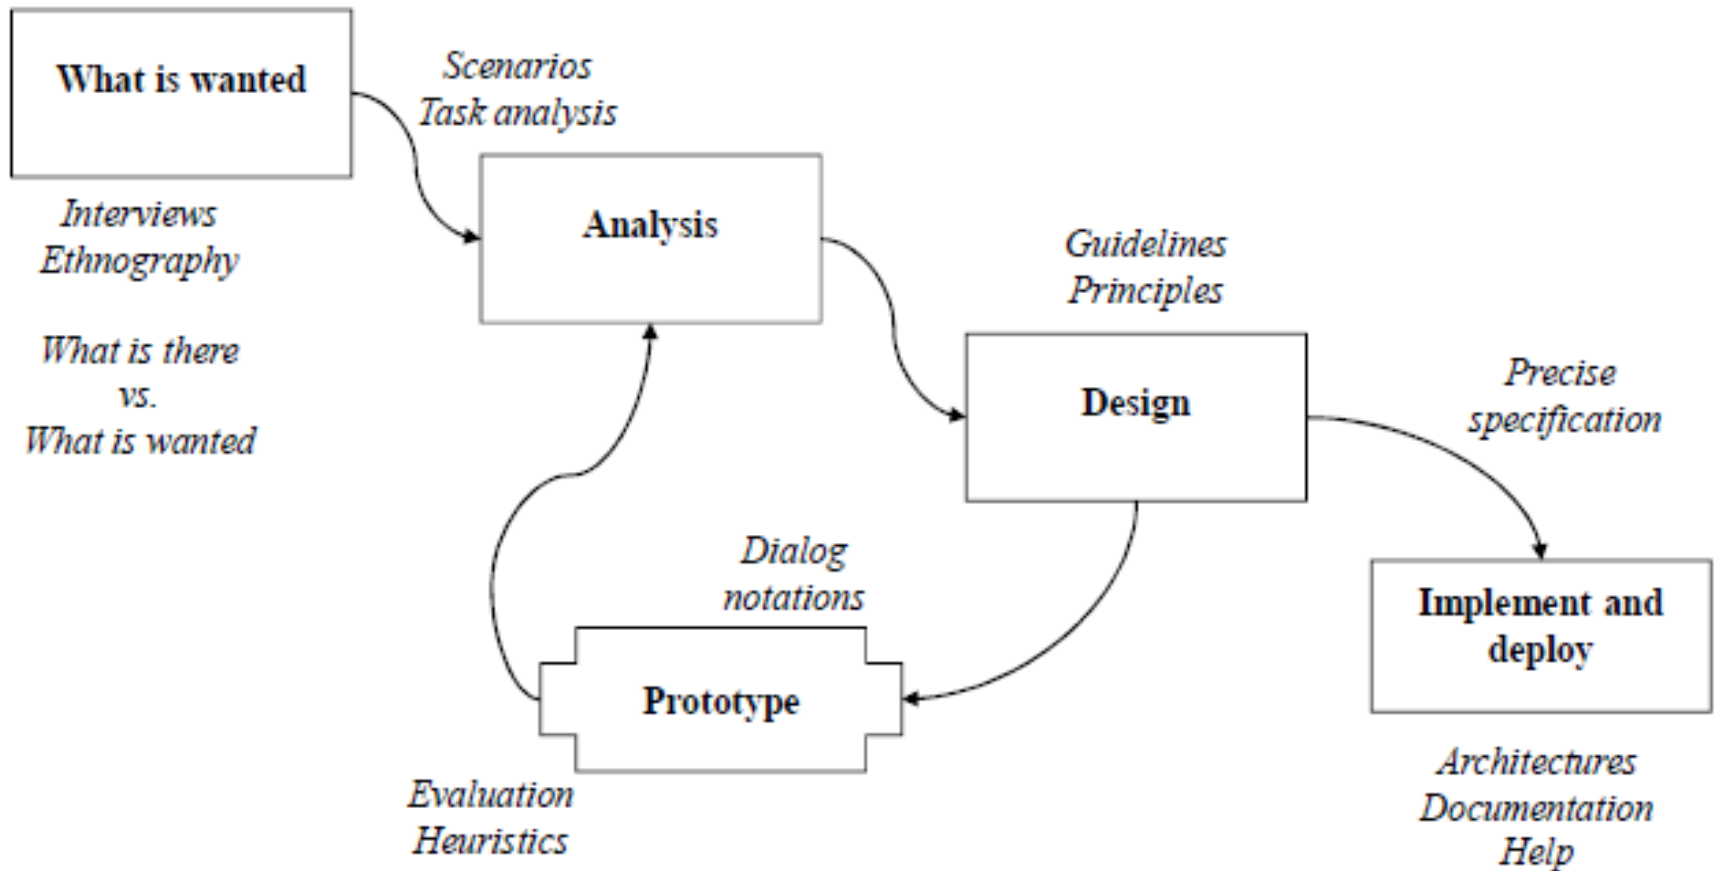 What is wanted
Scenarios
Task analysis
Interviews
Ethnography
What is there
vs.
What is wanted
Analysis
Guidelines
Principles
Design
Precise
specification
Dialog
notations
Prototype
Evaluation
Heuristics
Implement and
deploy
Architectures
Documentation
Help